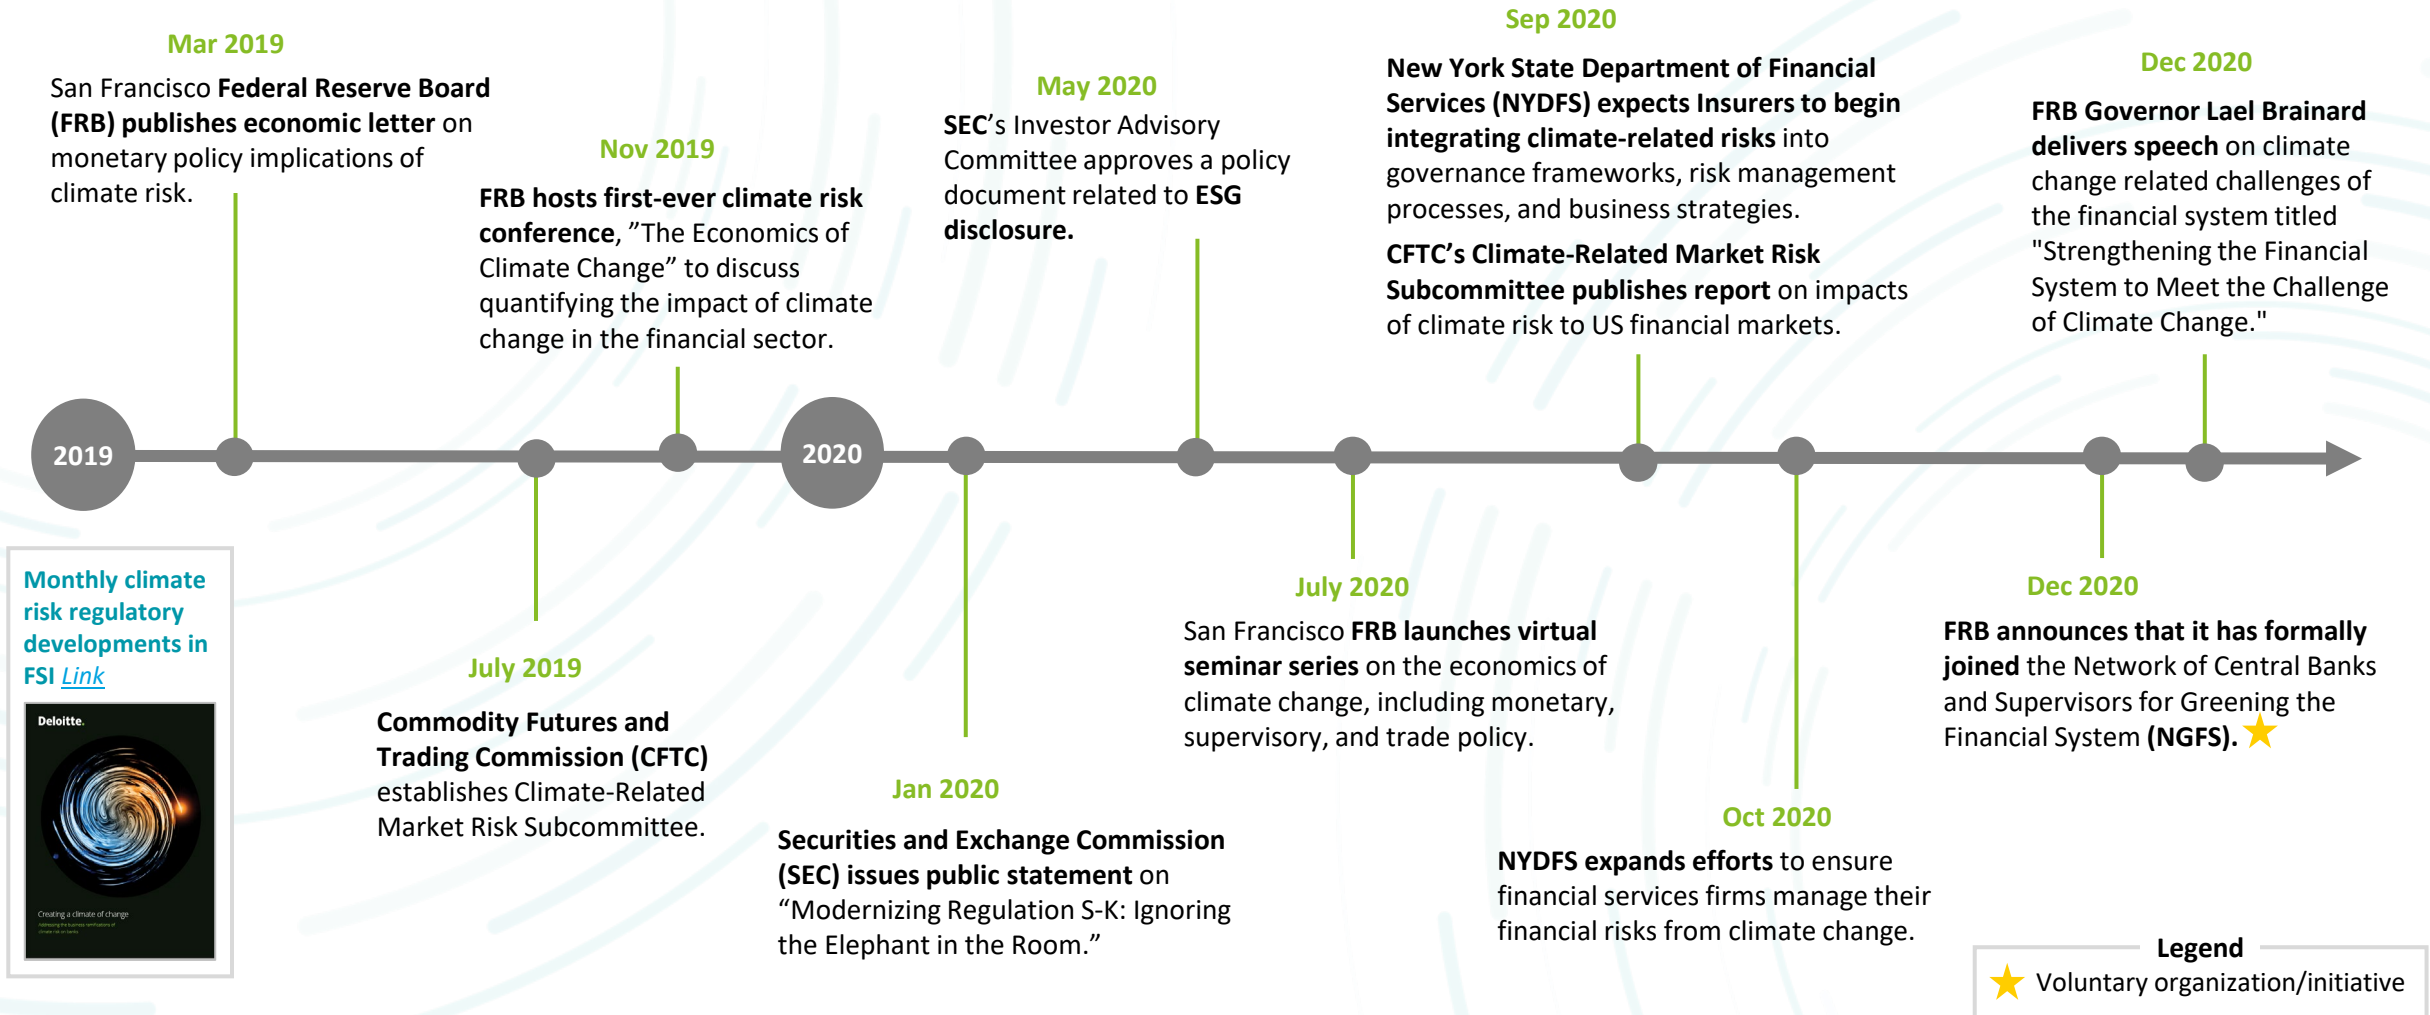 Mar 2019
San Francisco Federal Reserve Board
(FRB) publishes economic letter on
monetary policy implications of
climate risk.
Nov 2019
FRB hosts first-ever climate risk
conference, ”The Economics of
Climate Change” to discuss
quantifying the impact of climate
change in the financial sector.
May 2020
SEC’s Investor Advisory
Committee approves a policy
document related to ESG
disclosure.
Sep 2020
New York State Department of Financial
Services (NYDFS) expects Insurers to begin
integrating climate-related risks into
governance frameworks, risk management
processes, and business strategies.
CFTC’s Climate-Related Market Risk
Subcommittee publishes report on impacts
of climate risk to US financial markets.
Dec 2020
FRB Governor Lael Brainard
delivers speech on climate
change related challenges of
the financial system titled
"Strengthening the Financial
System to Meet the Challenge
of Climate Change."
2019
2020
Monthly climate
risk regulatory
developments in
FSI Link
Deloitte.
Creating a climate of change
Addressing the business ramifications of
climate risk on banks
July 2019
Commodity Futures and
Trading Commission (CFTC)
establishes Climate-Related
Market Risk Subcommittee.
Jan 2020
Securities and Exchange Commission
(SEC) issues public statement on
“Modernizing Regulation S-K: Ignoring
the Elephant in the Room.”
July 2020
San Francisco FRB launches virtual
seminar series on the economics of
climate change, including monetary,
supervisory, and trade policy.
Oct 2020
NYDFS expands efforts to ensure
financial services firms manage their
financial risks from climate change.
Dec 2020
FRB announces that it has formally
joined the Network of Central Banks
and Supervisors for Greening the
Financial System (NGFS).
Legend
Voluntary organization/initiative